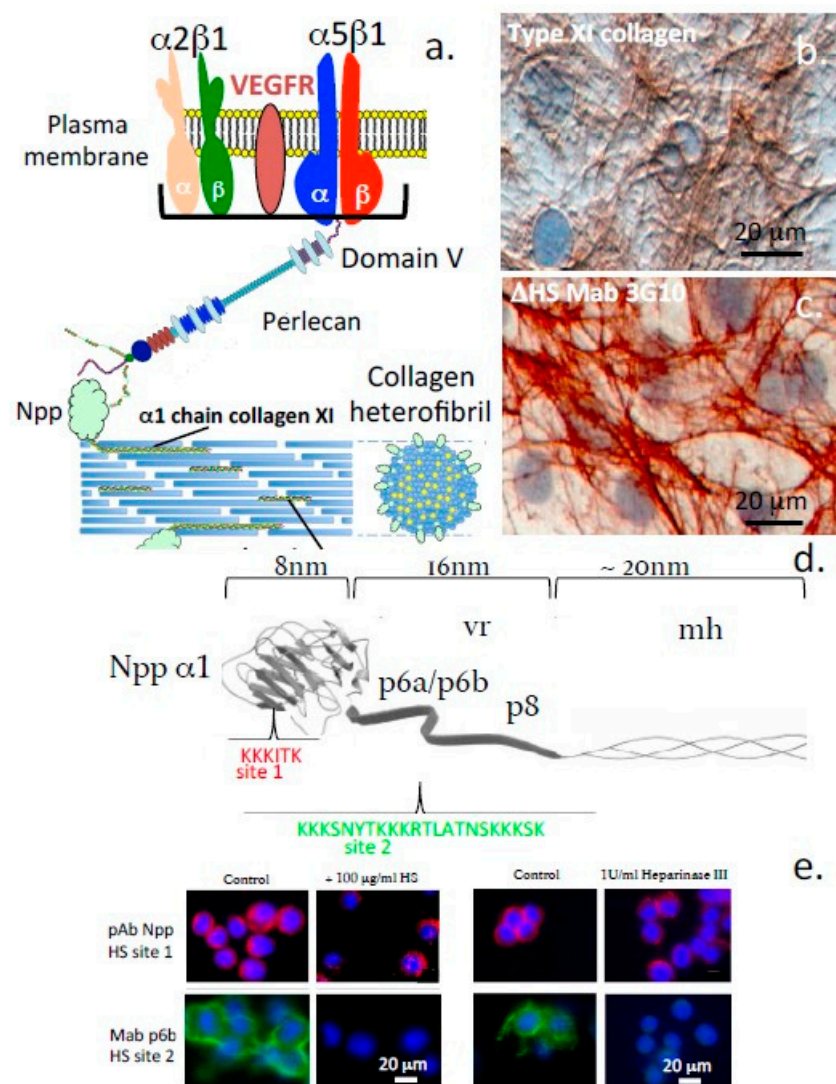 α2β1
α5β1
a.
VEGFR
Plasma
membrane
α
β
α
β
Domain V
Perlecan
Npp
Collagen
heterofibril
α1 chain collagen XI
Type XI collagen
b.
20 μm
ΔHS Mab 3G10
c.
20 μm
d.
8nm
16nm
~ 20nm
vr
mh
Npp α1
p6a/p6b
p8
KKKITK
site 1
KKKSNYTKKKRTLATNSKKKSK
site 2
e.
Control
+ 100 μg/ml HS
Control
1U/ml Heparinase III
pAb Npp
HS site 1
Mab p6b
HS site 2
20 μm
20 μm